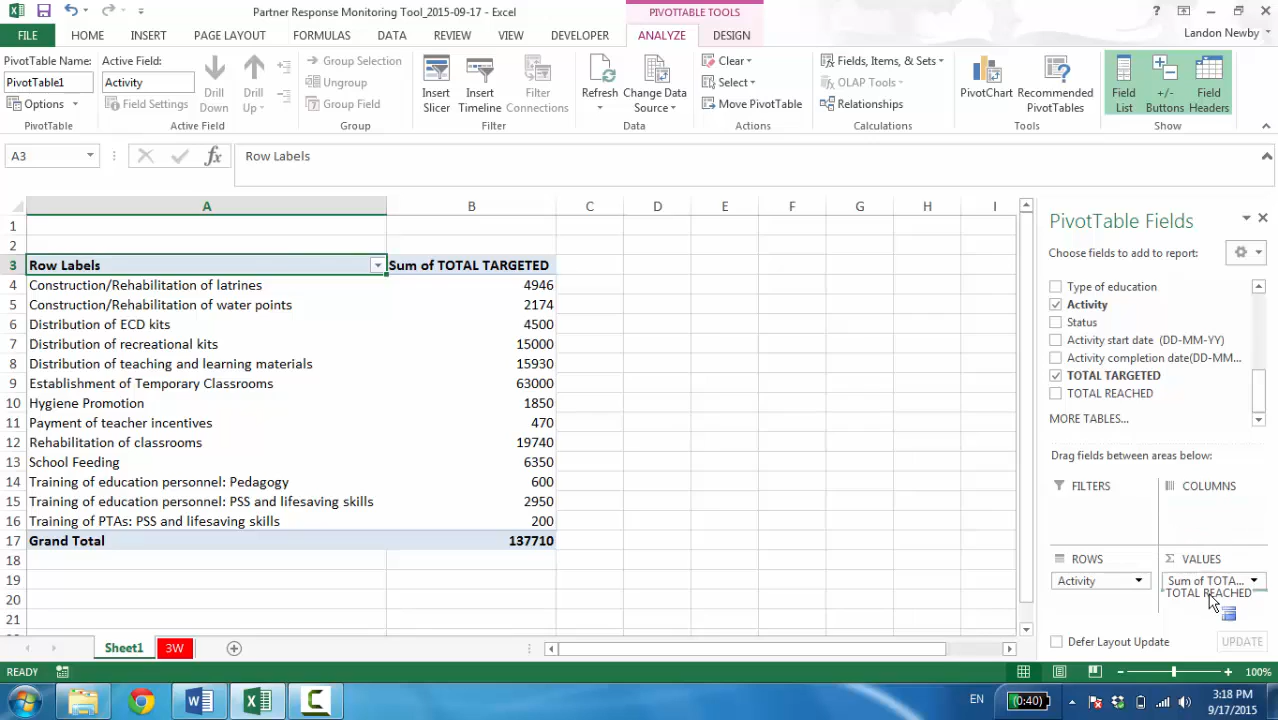 Partner Response Monitoring Tool_2015-09-17 - Excel
PIVOTTABLE TOOLS
?
FILE HOME INSERT PAGE LAYOUT FORMULAS DATA REVIEW VIEW DEVELOPER ANALYZE DESIGN
Landon Newby
PivotTable Name:
PivotTable1
Options
PivotTable
Active Field:
Activity
Field Settings
Drill Down
Drill Up
Active Field
Group Selection
Ungroup
Group Field
Group
Insert Slicer
Insert Timeline
Filter Connections
Filter
Refresh
Change Data Source
Data
Clear
Select
Move PivotTable
Actions
Fields, Items, & Sets
OLAP Tools
Relationships
Calculations
PivotChart
Recommended PivotTables
Tools
Field List
+/- Buttons
Field Headers
Show
A3
fx
Row Labels
A B C D E F G H I
1
2
3 Row Labels Sum of TOTAL TARGETED
4 Construction/Rehabilitation of latrines 4946
5 Construction/Rehabilitation of water points 2174
6 Distribution of ECD kits 4500
7 Distribution of recreational kits 15000
8 Distribution of teaching and learning materials 15930
9 Establishment of Temporary Classrooms 63000
10 Hygiene Promotion 1850
11 Payment of teacher incentives 470
12 Rehabilitation of classrooms 19740
13 School Feeding 6350
14 Training of education personnel: Pedagogy 600
15 Training of education personnel: PSS and lifesaving skills 2950
16 Training of PTAs: PSS and lifesaving skills 200
17 Grand Total 137710
18
19
20
21
PivotTable Fields
Choose fields to add to report:
Type of education
Activity
Status
Activity start date (DD-MM-YY)
Activity completion date(DD-MM...
TOTAL TARGETED
TOTAL REACHED
MORE TABLES...
Drag fields between areas below:
FILTERS
COLUMNS
ROWS
Activity
Σ VALUES
Sum of TOTA...
TOTAL REACHED
Defer Layout Update
UPDATE
Sheet1 3W
READY
100%
EN
(0:40)
3:18 PM
9/17/2015